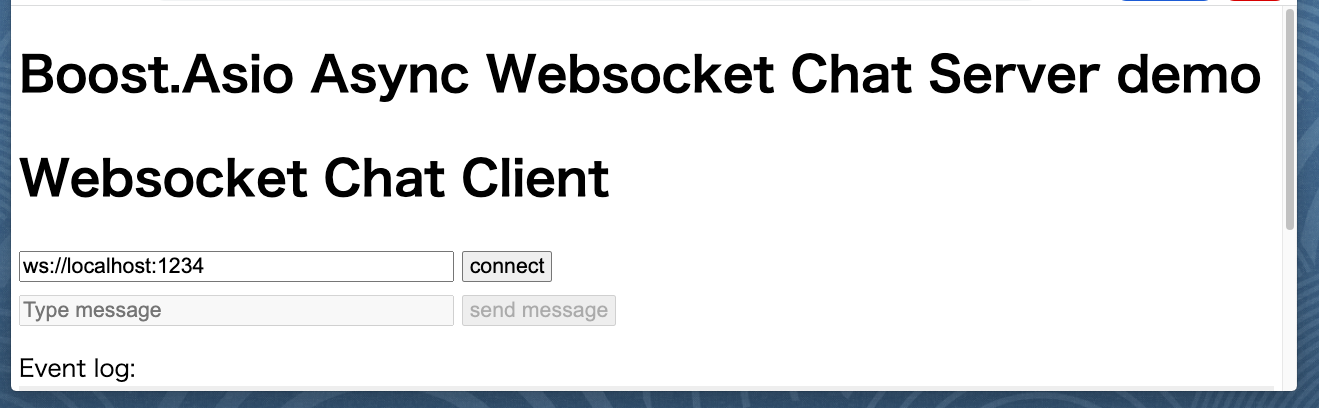 Boost.Asio Async Websocket Chat Server demo
Websocket Chat Client
ws://localhost:1234 connect
Type message send message
Event log: